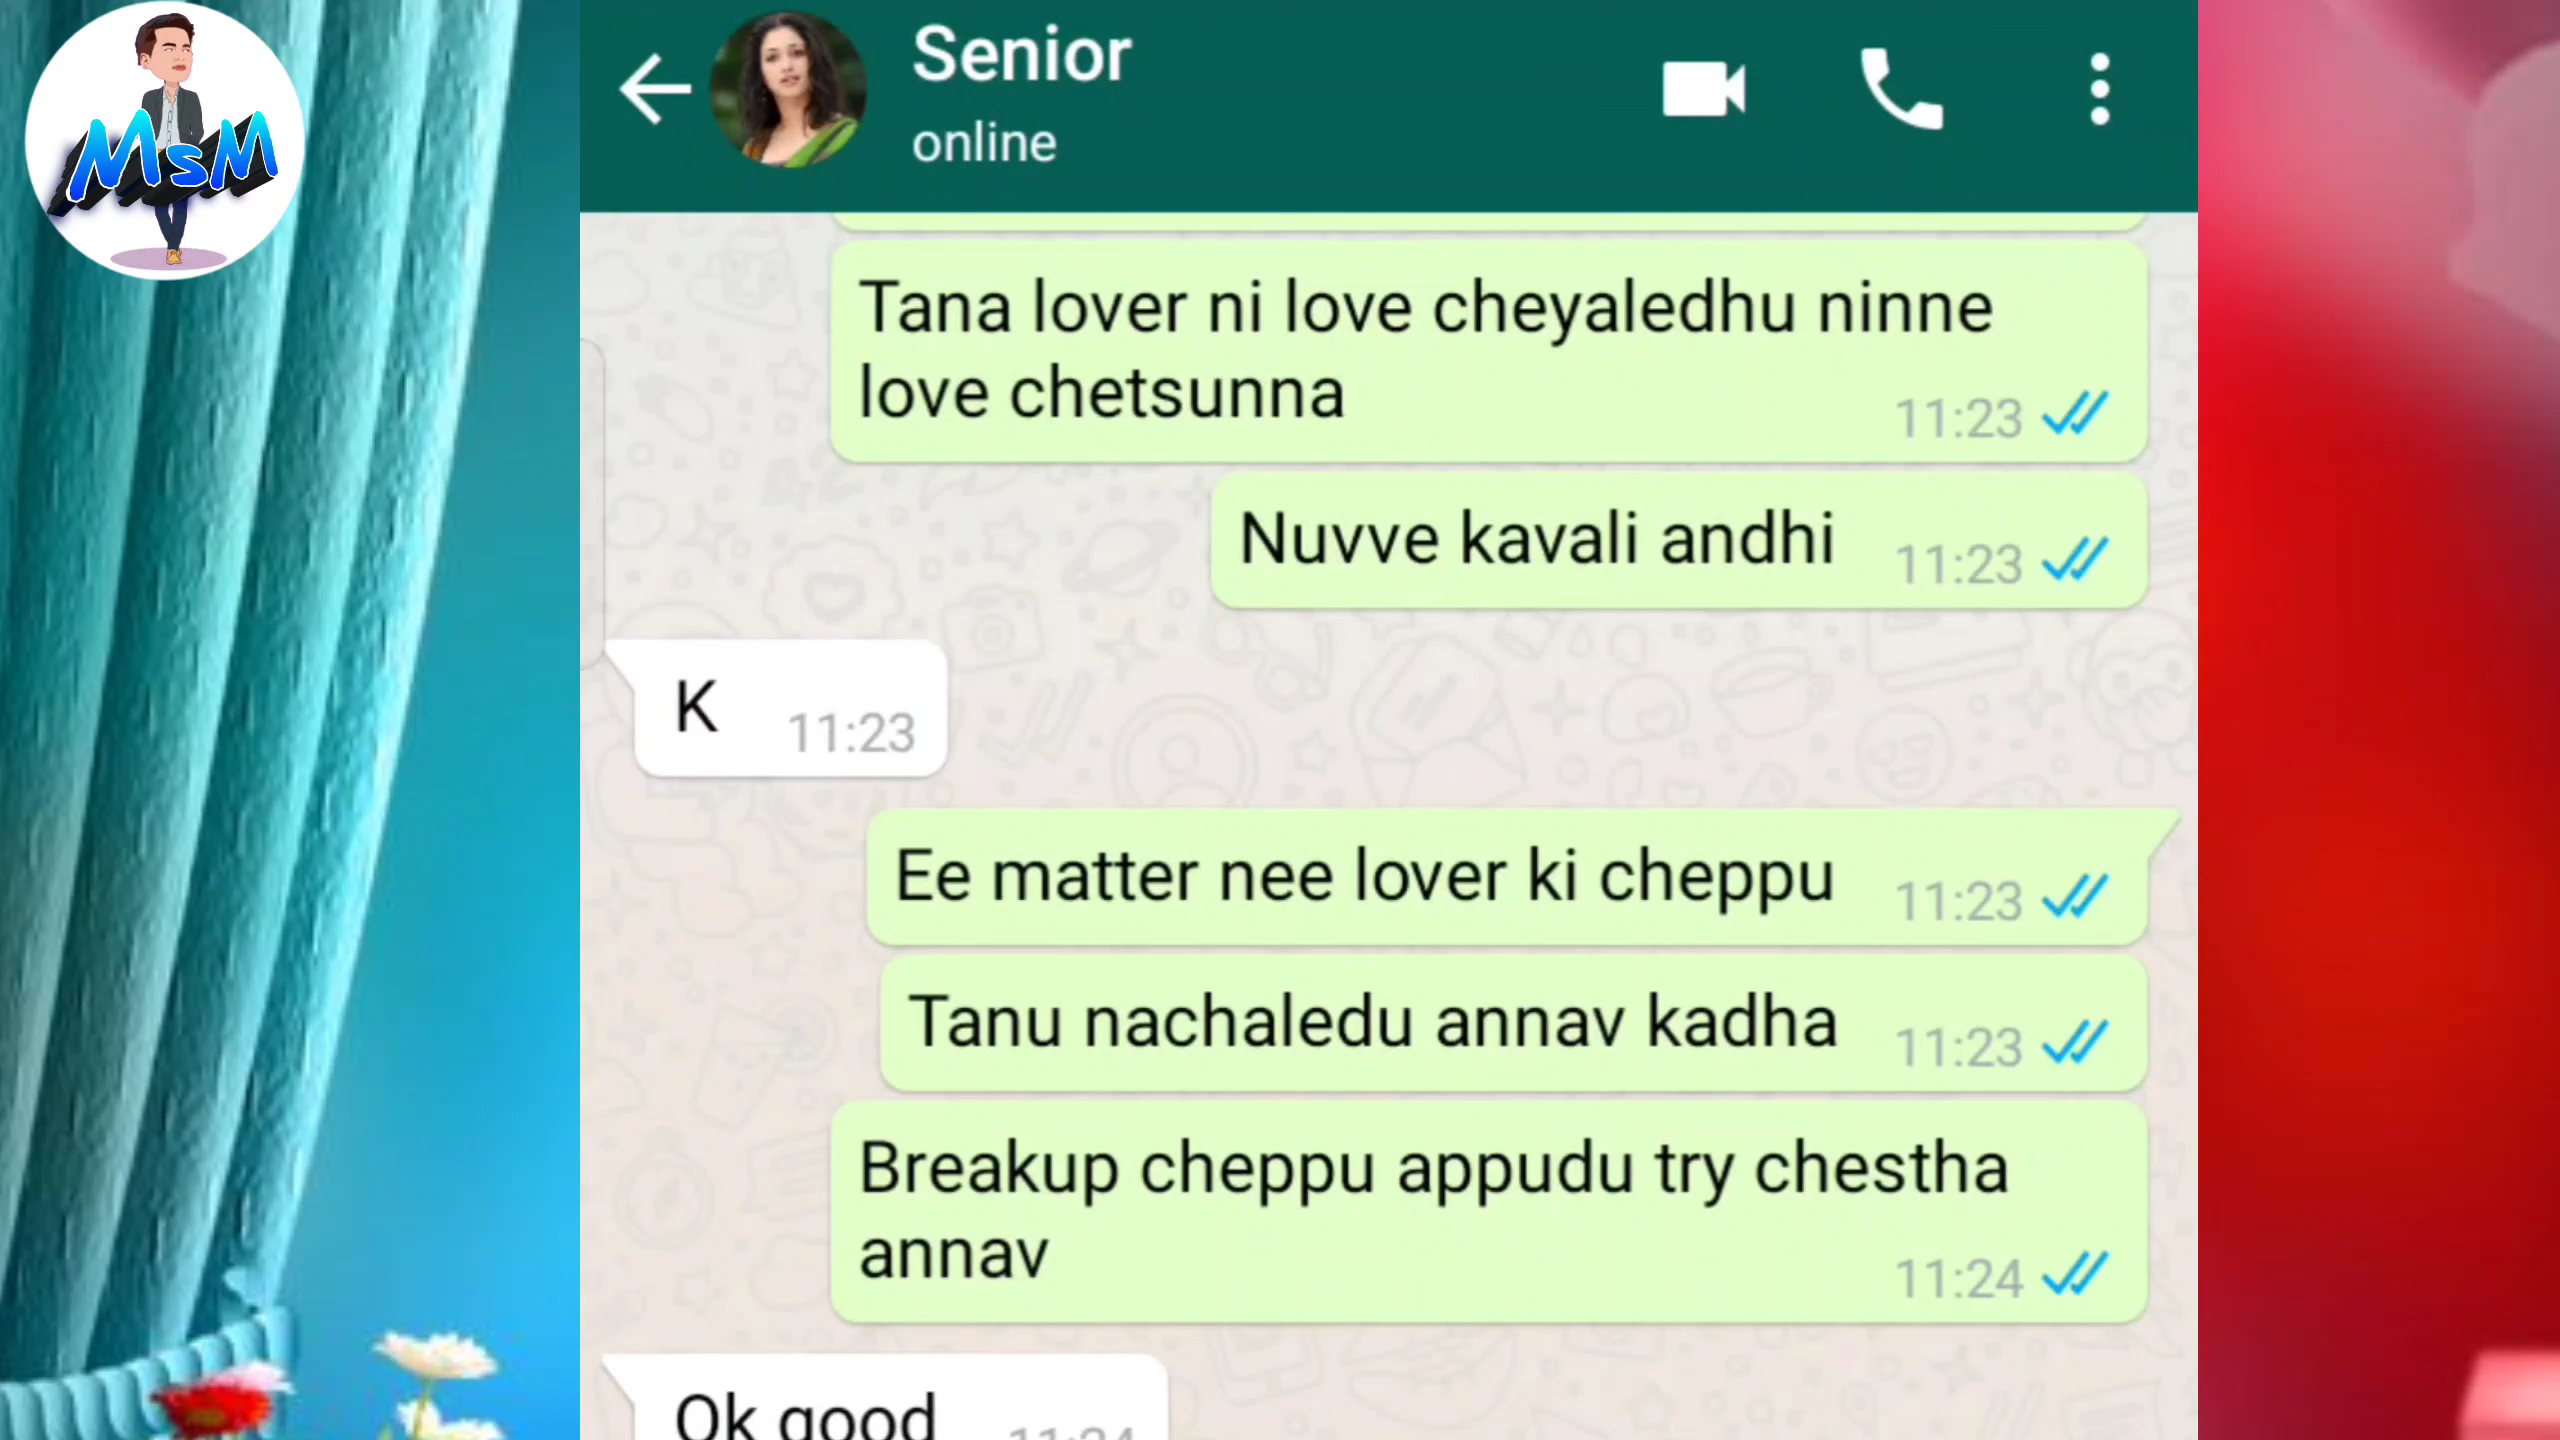 MsM
Senior
online
Tana lover ni love cheyaledhu ninne
love chetsunna
11:23
Nuvve kavali andhi
11:23
K
11:23
Ee matter nee lover ki cheppu
11:23
Tanu nachaledu annav kadha
11:23
Breakup cheppu appudu try chestha
annav
11:24
Ok good
11:24